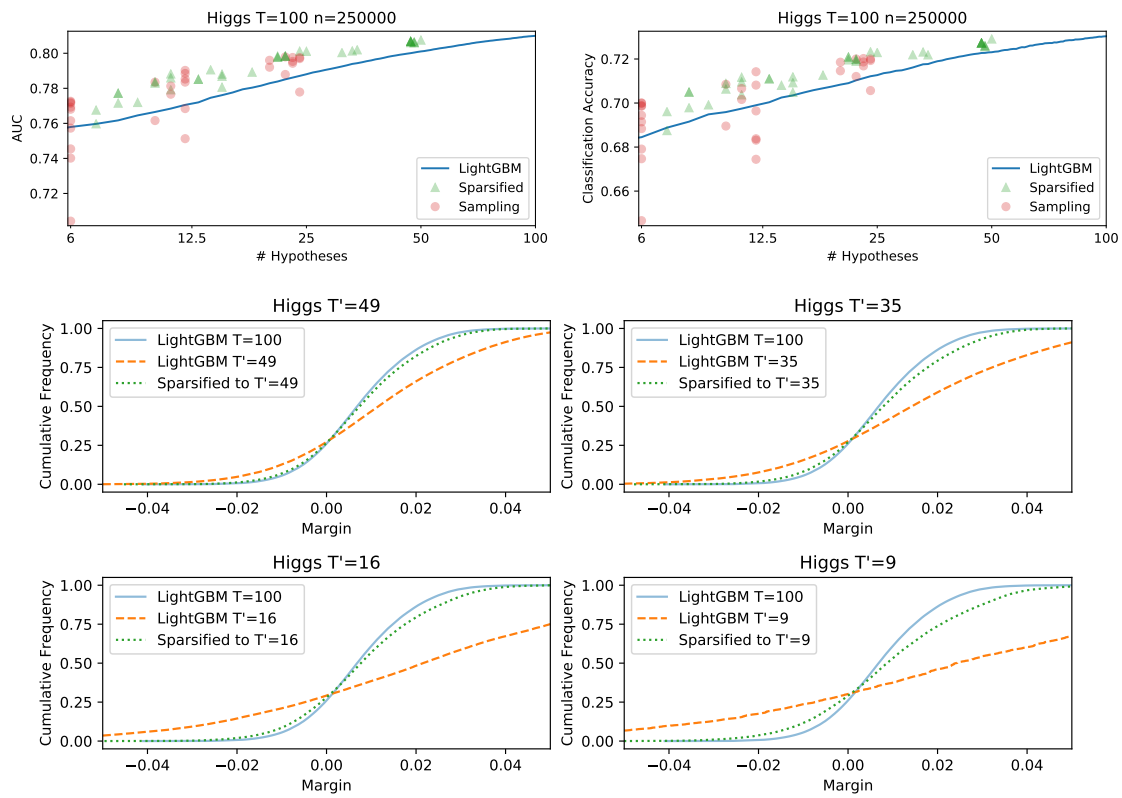 Higgs T=100 n=250000
AUC
0.80
0.78
0.76
0.74
0.72
6
12.5
25
50
100
# Hypotheses
LightGBM
Sparsified
Sampling
Higgs T=100 n=250000
Classification Accuracy
0.72
0.70
0.68
0.66
6
12.5
25
50
100
# Hypotheses
LightGBM
Sparsified
Sampling
Higgs T'=49
Cumulative Frequency
1.00
0.75
0.50
0.25
0.00
−0.04
−0.02
0.00
0.02
0.04
Margin
LightGBM T=100
LightGBM T'=49
Sparsified to T'=49
Higgs T'=35
Cumulative Frequency
1.00
0.75
0.50
0.25
0.00
−0.04
−0.02
0.00
0.02
0.04
Margin
LightGBM T=100
LightGBM T'=35
Sparsified to T'=35
Higgs T'=16
Cumulative Frequency
1.00
0.75
0.50
0.25
0.00
−0.04
−0.02
0.00
0.02
0.04
Margin
LightGBM T=100
LightGBM T'=16
Sparsified to T'=16
Higgs T'=9
Cumulative Frequency
1.00
0.75
0.50
0.25
0.00
−0.04
−0.02
0.00
0.02
0.04
Margin
LightGBM T=100
LightGBM T'=9
Sparsified to T'=9